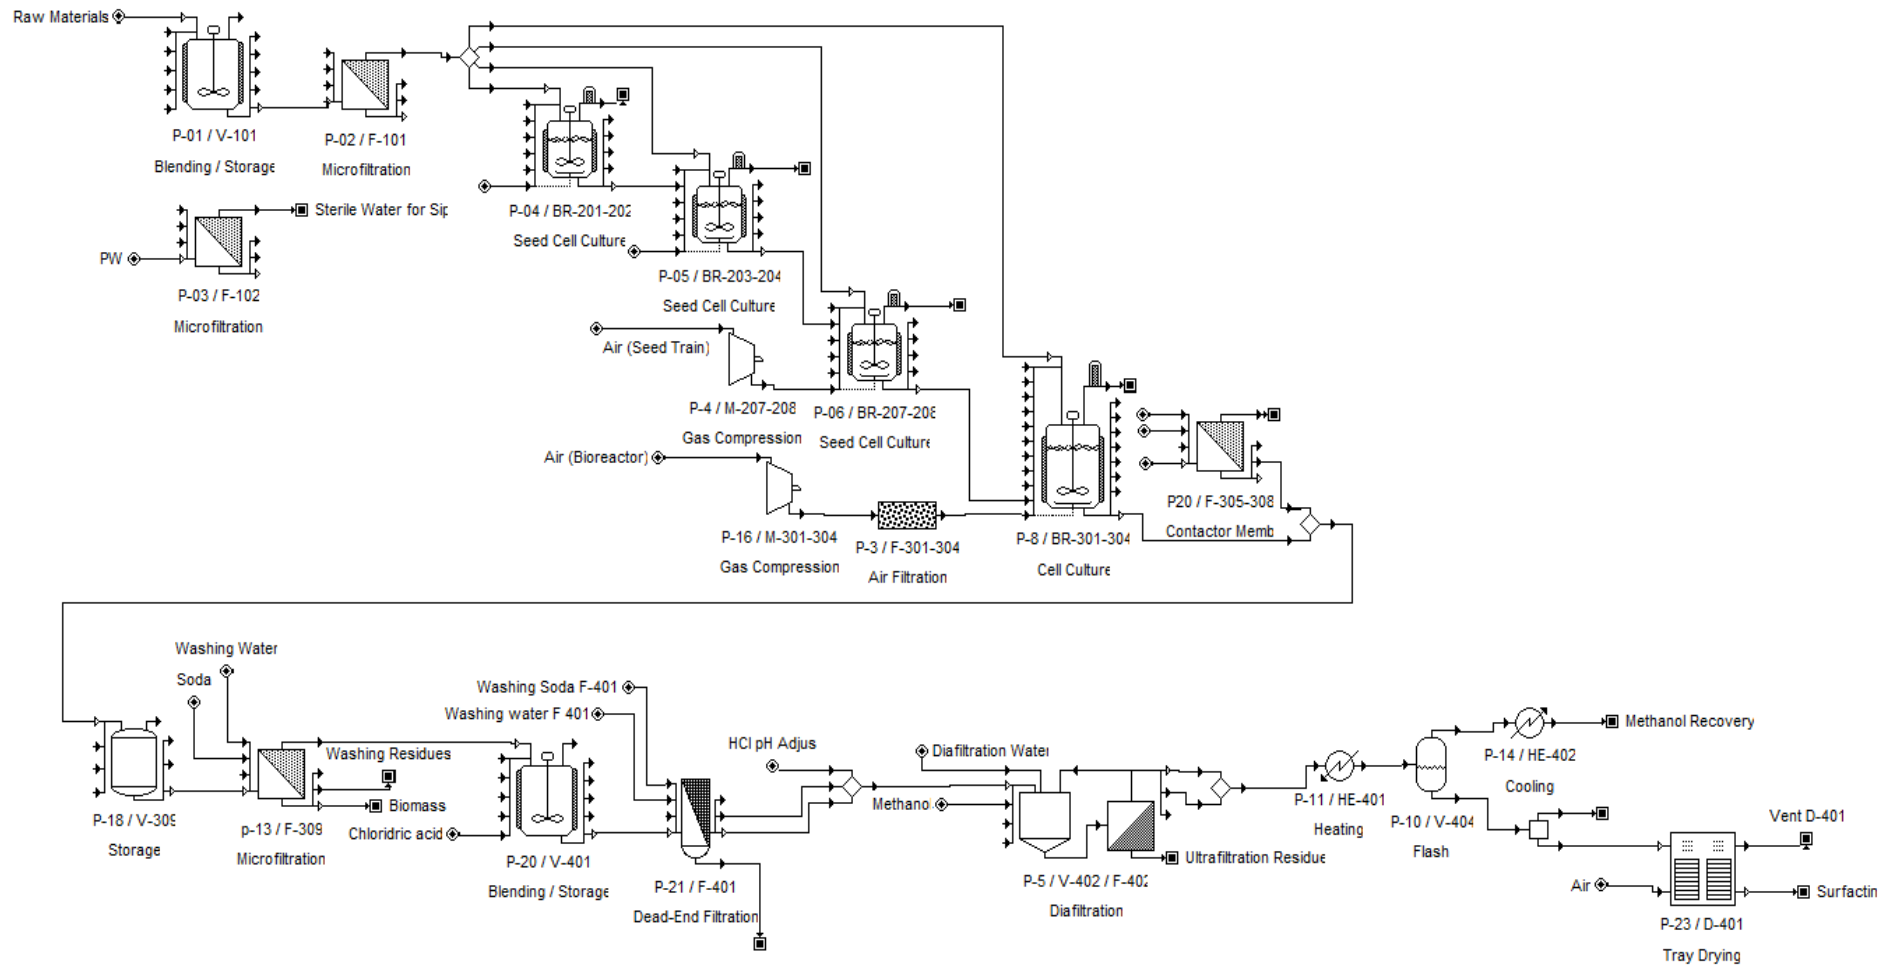 Raw Materials
P-01 / V-101
Blending / Storage
P-02 / F-101
Microfiltration
Sterile Water for Sip
PW
P-03 / F-102
Microfiltration
P-04 / BR-201-202
Seed Cell Culture
P-05 / BR-203-204
Seed Cell Culture
Air (Seed Train)
P-4 / M-207-208
Gas Compression
P-06 / BR-207-208
Seed Cell Culture
Air (Bioreactor)
P-16 / M-301-304
Gas Compression
P-3 / F-301-304
Air Filtration
P-8 / BR-301-304
Cell Culture
P20 / F-305-308
Contactor Memb
Washing Water
Soda
P-18 / V-309
Storage
p-13 / F-309
Microfiltration
Washing Residues
Biomass
Chloridric acid
Washing Soda F-401
Washing water F 401
P-20 / V-401
Blending / Storage
P-21 / F-401
Dead-End Filtration
HCl pH Adjus
Diafiltration Water
Methanol
P-5 / V-402 / F-402
Diafiltration
Ultrafiltration Residue
P-11 / HE-401
Heating
P-10 / V-404
Flash
P-14 / HE-402
Cooling
Methanol Recovery
Vent D-401
Air
Surfactin
P-23 / D-401
Tray Drying